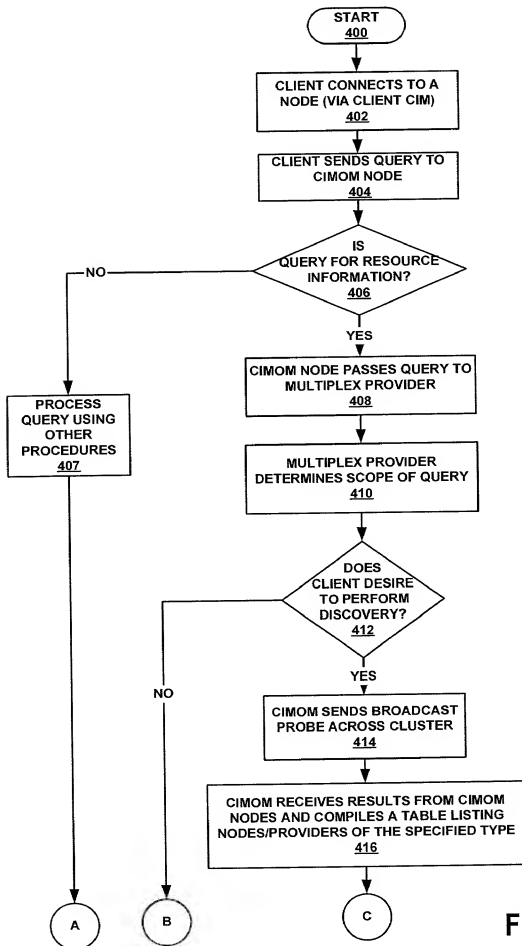 START
400
CLIENT CONNECTS TO A
NODE (VIA CLIENT CIM)
402
CLIENT SENDS QUERY TO
CIMOM NODE
404
IS
QUERY FOR RESOURCE
INFORMATION?
406
NO
YES
CIMOM NODE PASSES QUERY TO
MULTIPLEX PROVIDER
408
PROCESS
QUERY USING
OTHER
PROCEDURES
407
MULTIPLEX PROVIDER
DETERMINES SCOPE OF QUERY
410
DOES
CLIENT DESIRE
TO PERFORM
DISCOVERY?
412
NO
YES
CIMOM SENDS BROADCAST
PROBE ACROSS CLUSTER
414
CIMOM RECEIVES RESULTS FROM CIMOM
NODES AND COMPILES A TABLE LISTING
NODES/PROVIDERS OF THE SPECIFIED TYPE
416
A
B
C
F